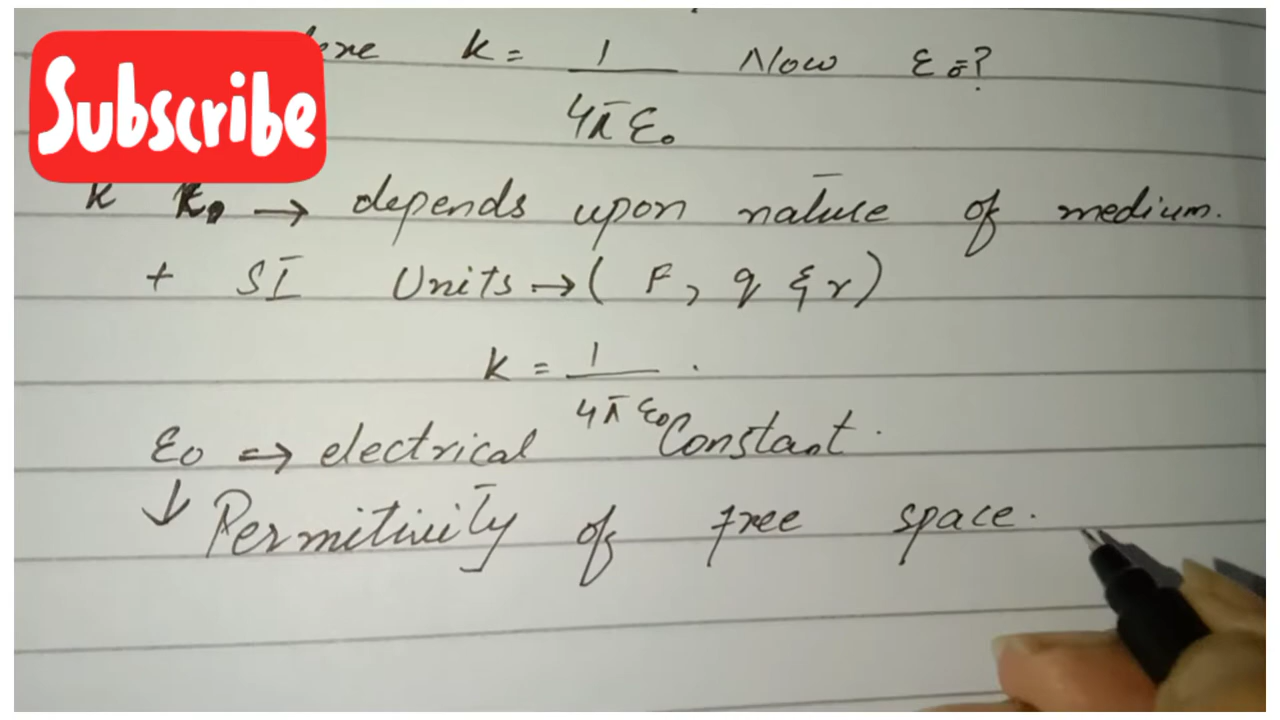 Subscribe
k = 1 Now ε₀=?
4π ε₀
k → depends upon nature of medium.
+ SI Units → ( F, q & r )
k = 1 .
4π ε₀
ε₀ ⇒ electrical Constant.
↓ Permitivity of free space.